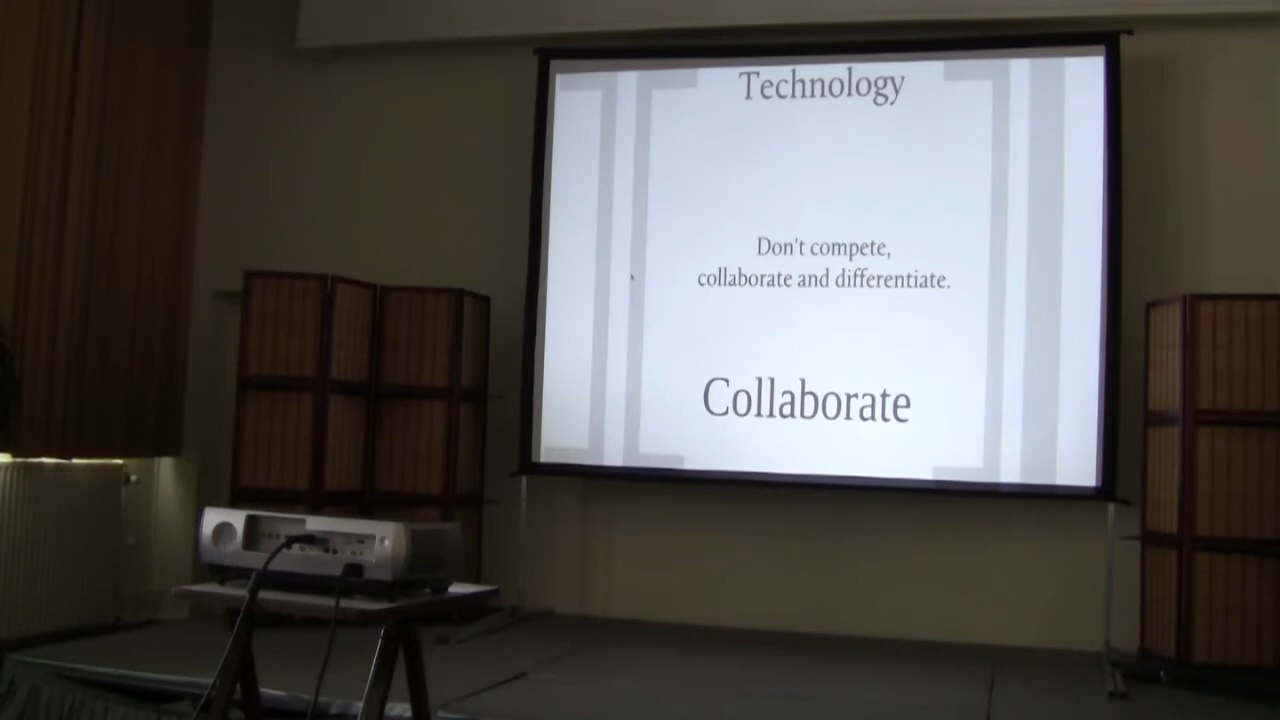 Technology
Don't compete,
collaborate and differentiate.
Collaborate